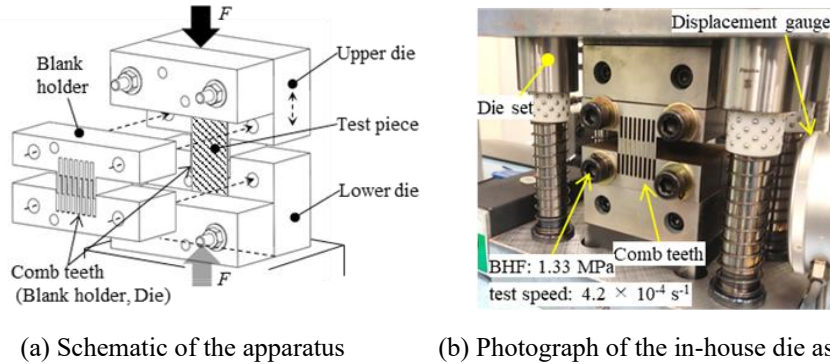 F
Upper die
Blank
holder
Test piece
Lower die
Comb teeth
(Blank holder, Die)
F
Displacement gauge
Die set
Comb teeth
BHF: 1.33 MPa
test speed: 4.2 × 10⁻⁴ s⁻¹
(a) Schematic of the apparatus
(b) Photograph of the in-house die as